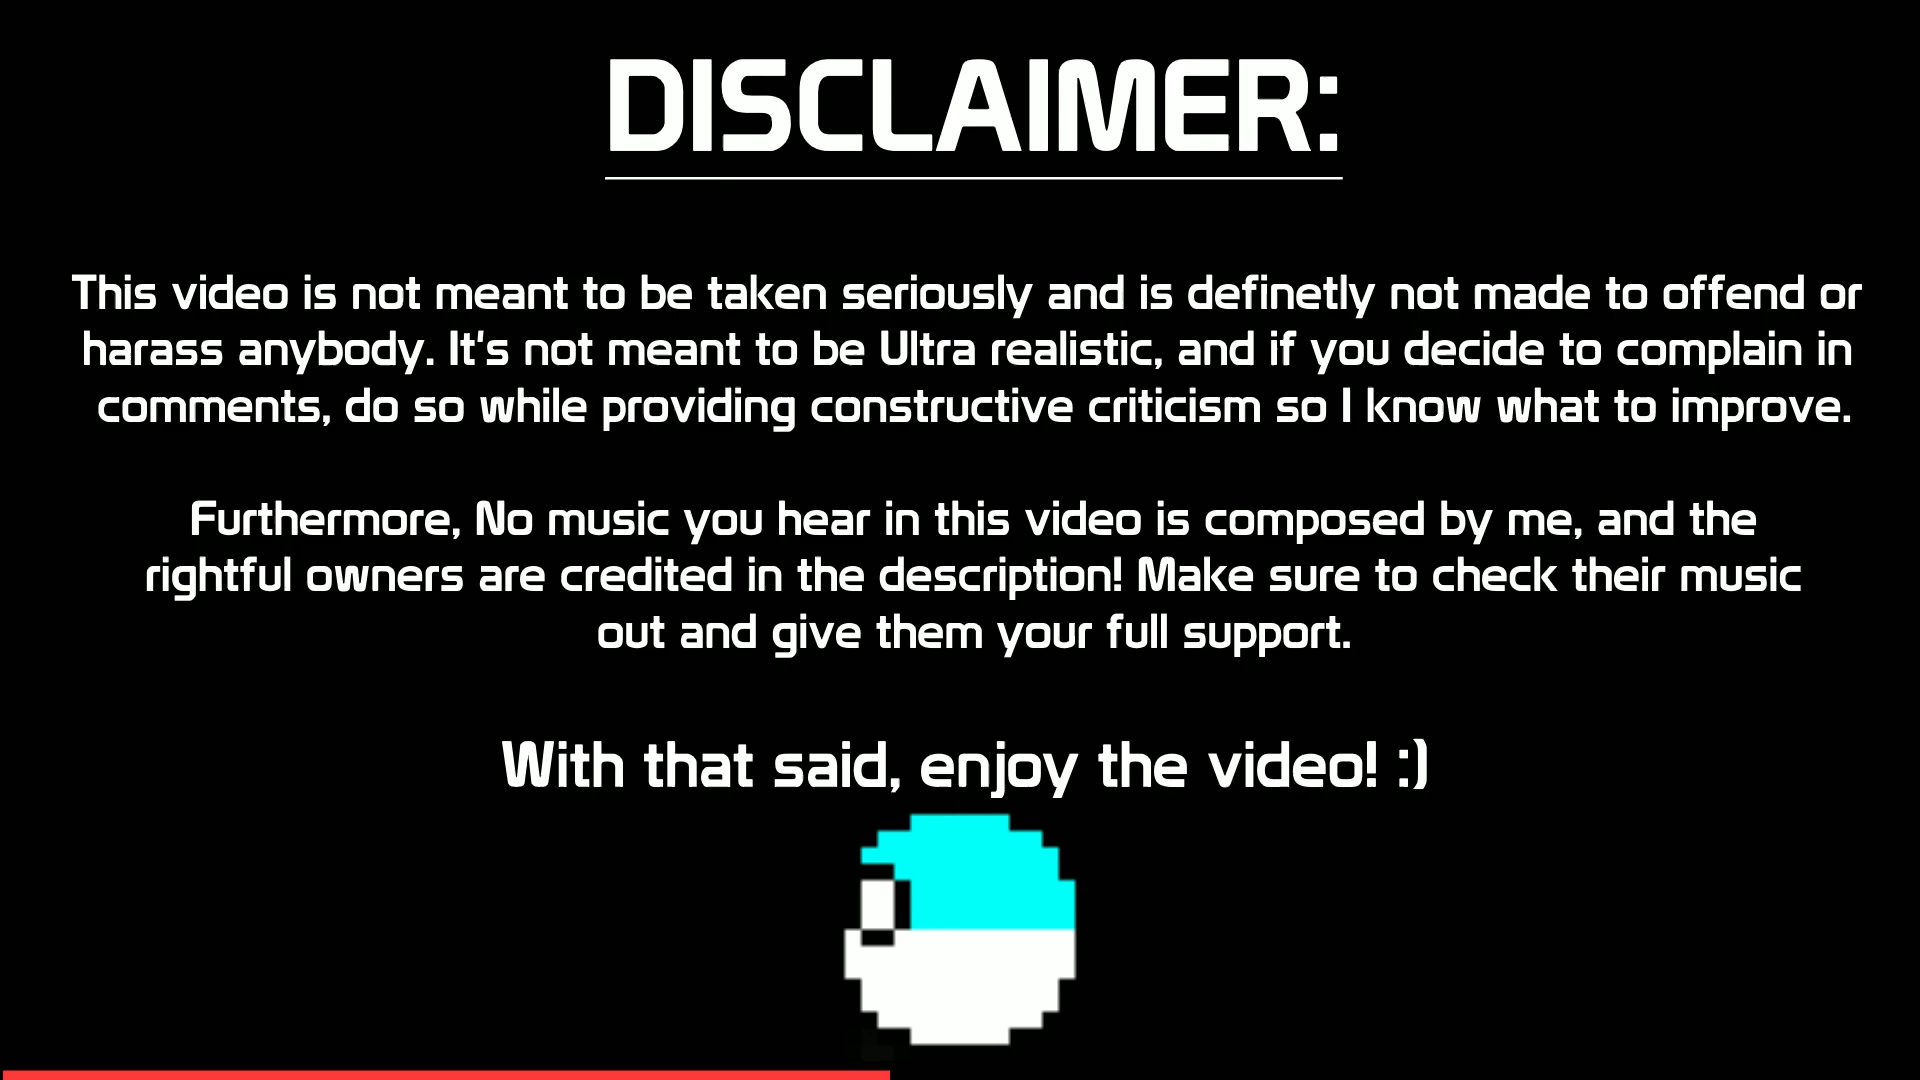 DISCLAIMER:
This video is not meant to be taken seriously and is definetly not made to offend or
harass anybody. It's not meant to be Ultra realistic, and if you decide to complain in
comments, do so while providing constructive criticism so I know what to improve.
Furthermore, No music you hear in this video is composed by me, and the
rightful owners are credited in the description! Make sure to check their music
out and give them your full support.
With that said, enjoy the video! :)